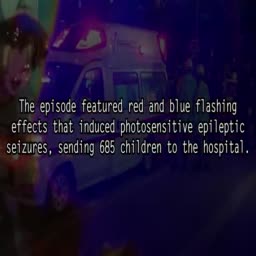 The episode featured red and blue flashing
effects that induced photosensitive epileptic
seizures, sending 685 children to the hospital.